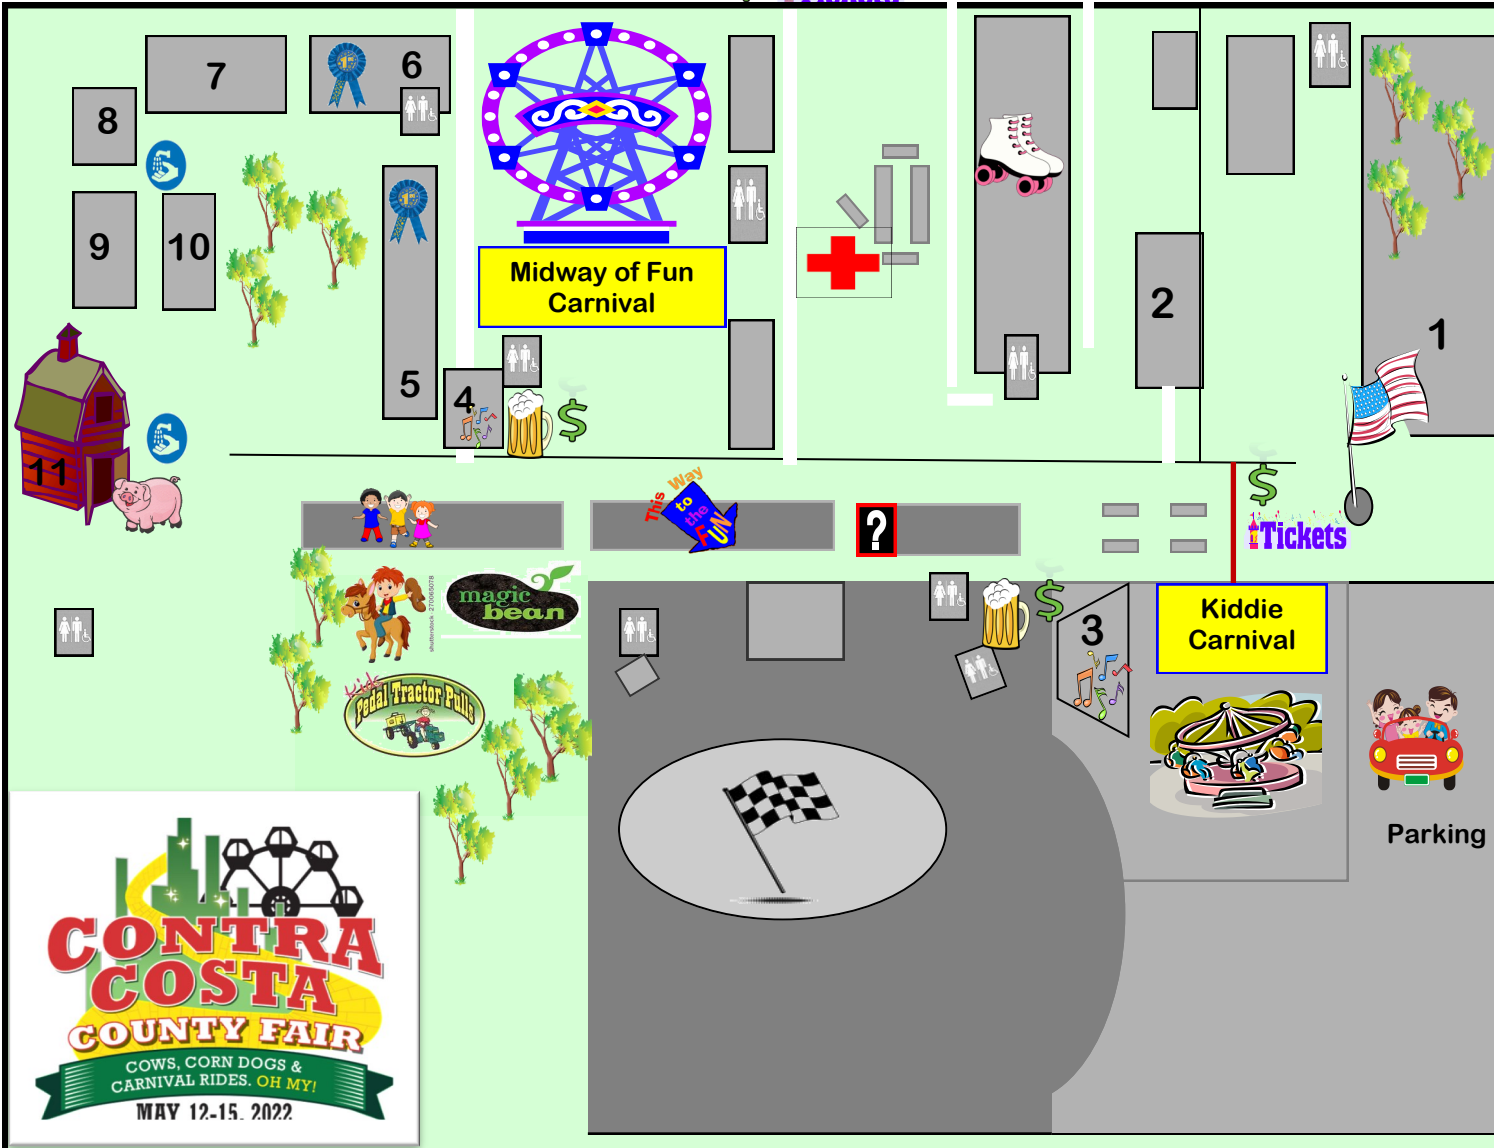 7
6
8
9
10
Midway of Fun
Carnival
2
1
5
4
11
This Way
to
the
FUN
?
Tickets
magic
bean
shutterstock · 270065078
3
Kiddie
Carnival
Kids
Pedal Tractor Pulls
Parking
CONTRA
COSTA
COUNTY FAIR
COWS, CORN DOGS &
CARNIVAL RIDES. OH MY!
MAY 12-15, 2022